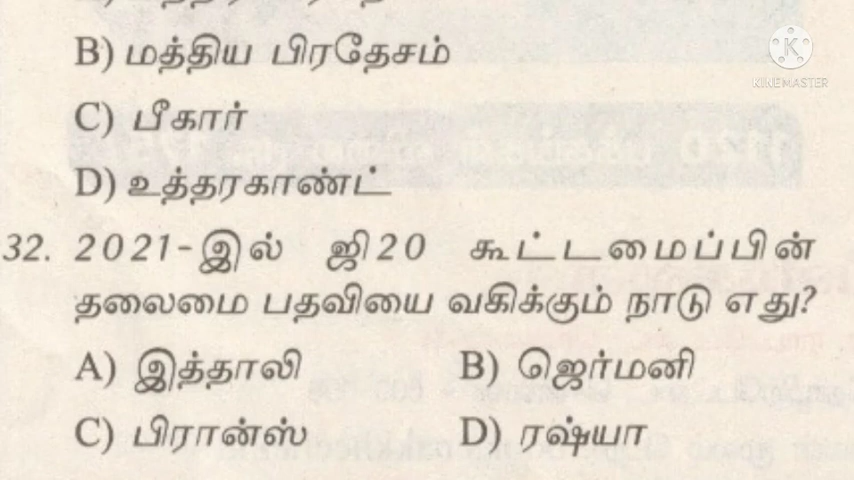 B) மத்திய பிரதேசம்
KINEMASTER
C) பீகார்
D) உத்தரகாண்ட்
32. 2021-இல் ஜி20 கூட்டமைப்பின்
தலைமை பதவியை வகிக்கும் நாடு எது?
A) இத்தாலி B) ஜெர்மனி
C) பிரான்ஸ் D) ரஷ்யா